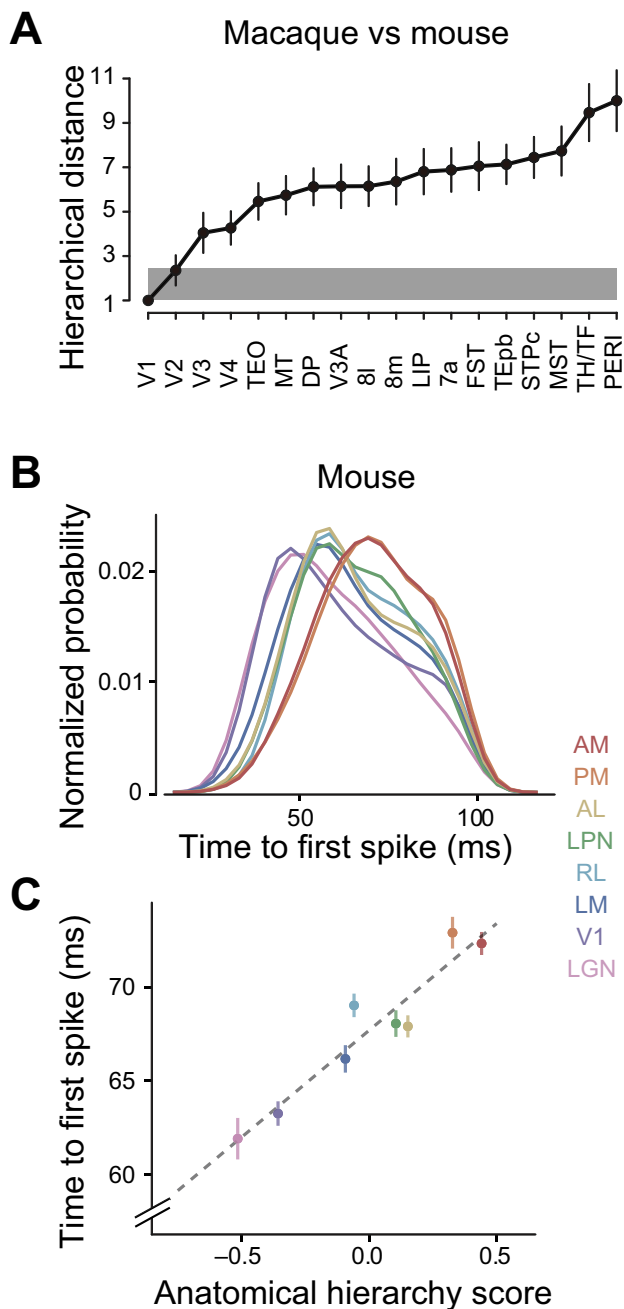 A
Macaque vs mouse
Hierarchical distance
11
9
7
5
3
1
V1
V2
V3
V4
TEO
MT
DP
V3A
8l
8m
LIP
7a
FST
TEpb
STPc
MST
TH/TF
PERI
B
Mouse
Normalized probability
0.02
0.01
0
50
100
Time to first spike (ms)
AM
PM
AL
LPN
RL
LM
V1
LGN
C
Time to first spike (ms)
70
65
60
–0.5
0.0
0.5
Anatomical hierarchy score